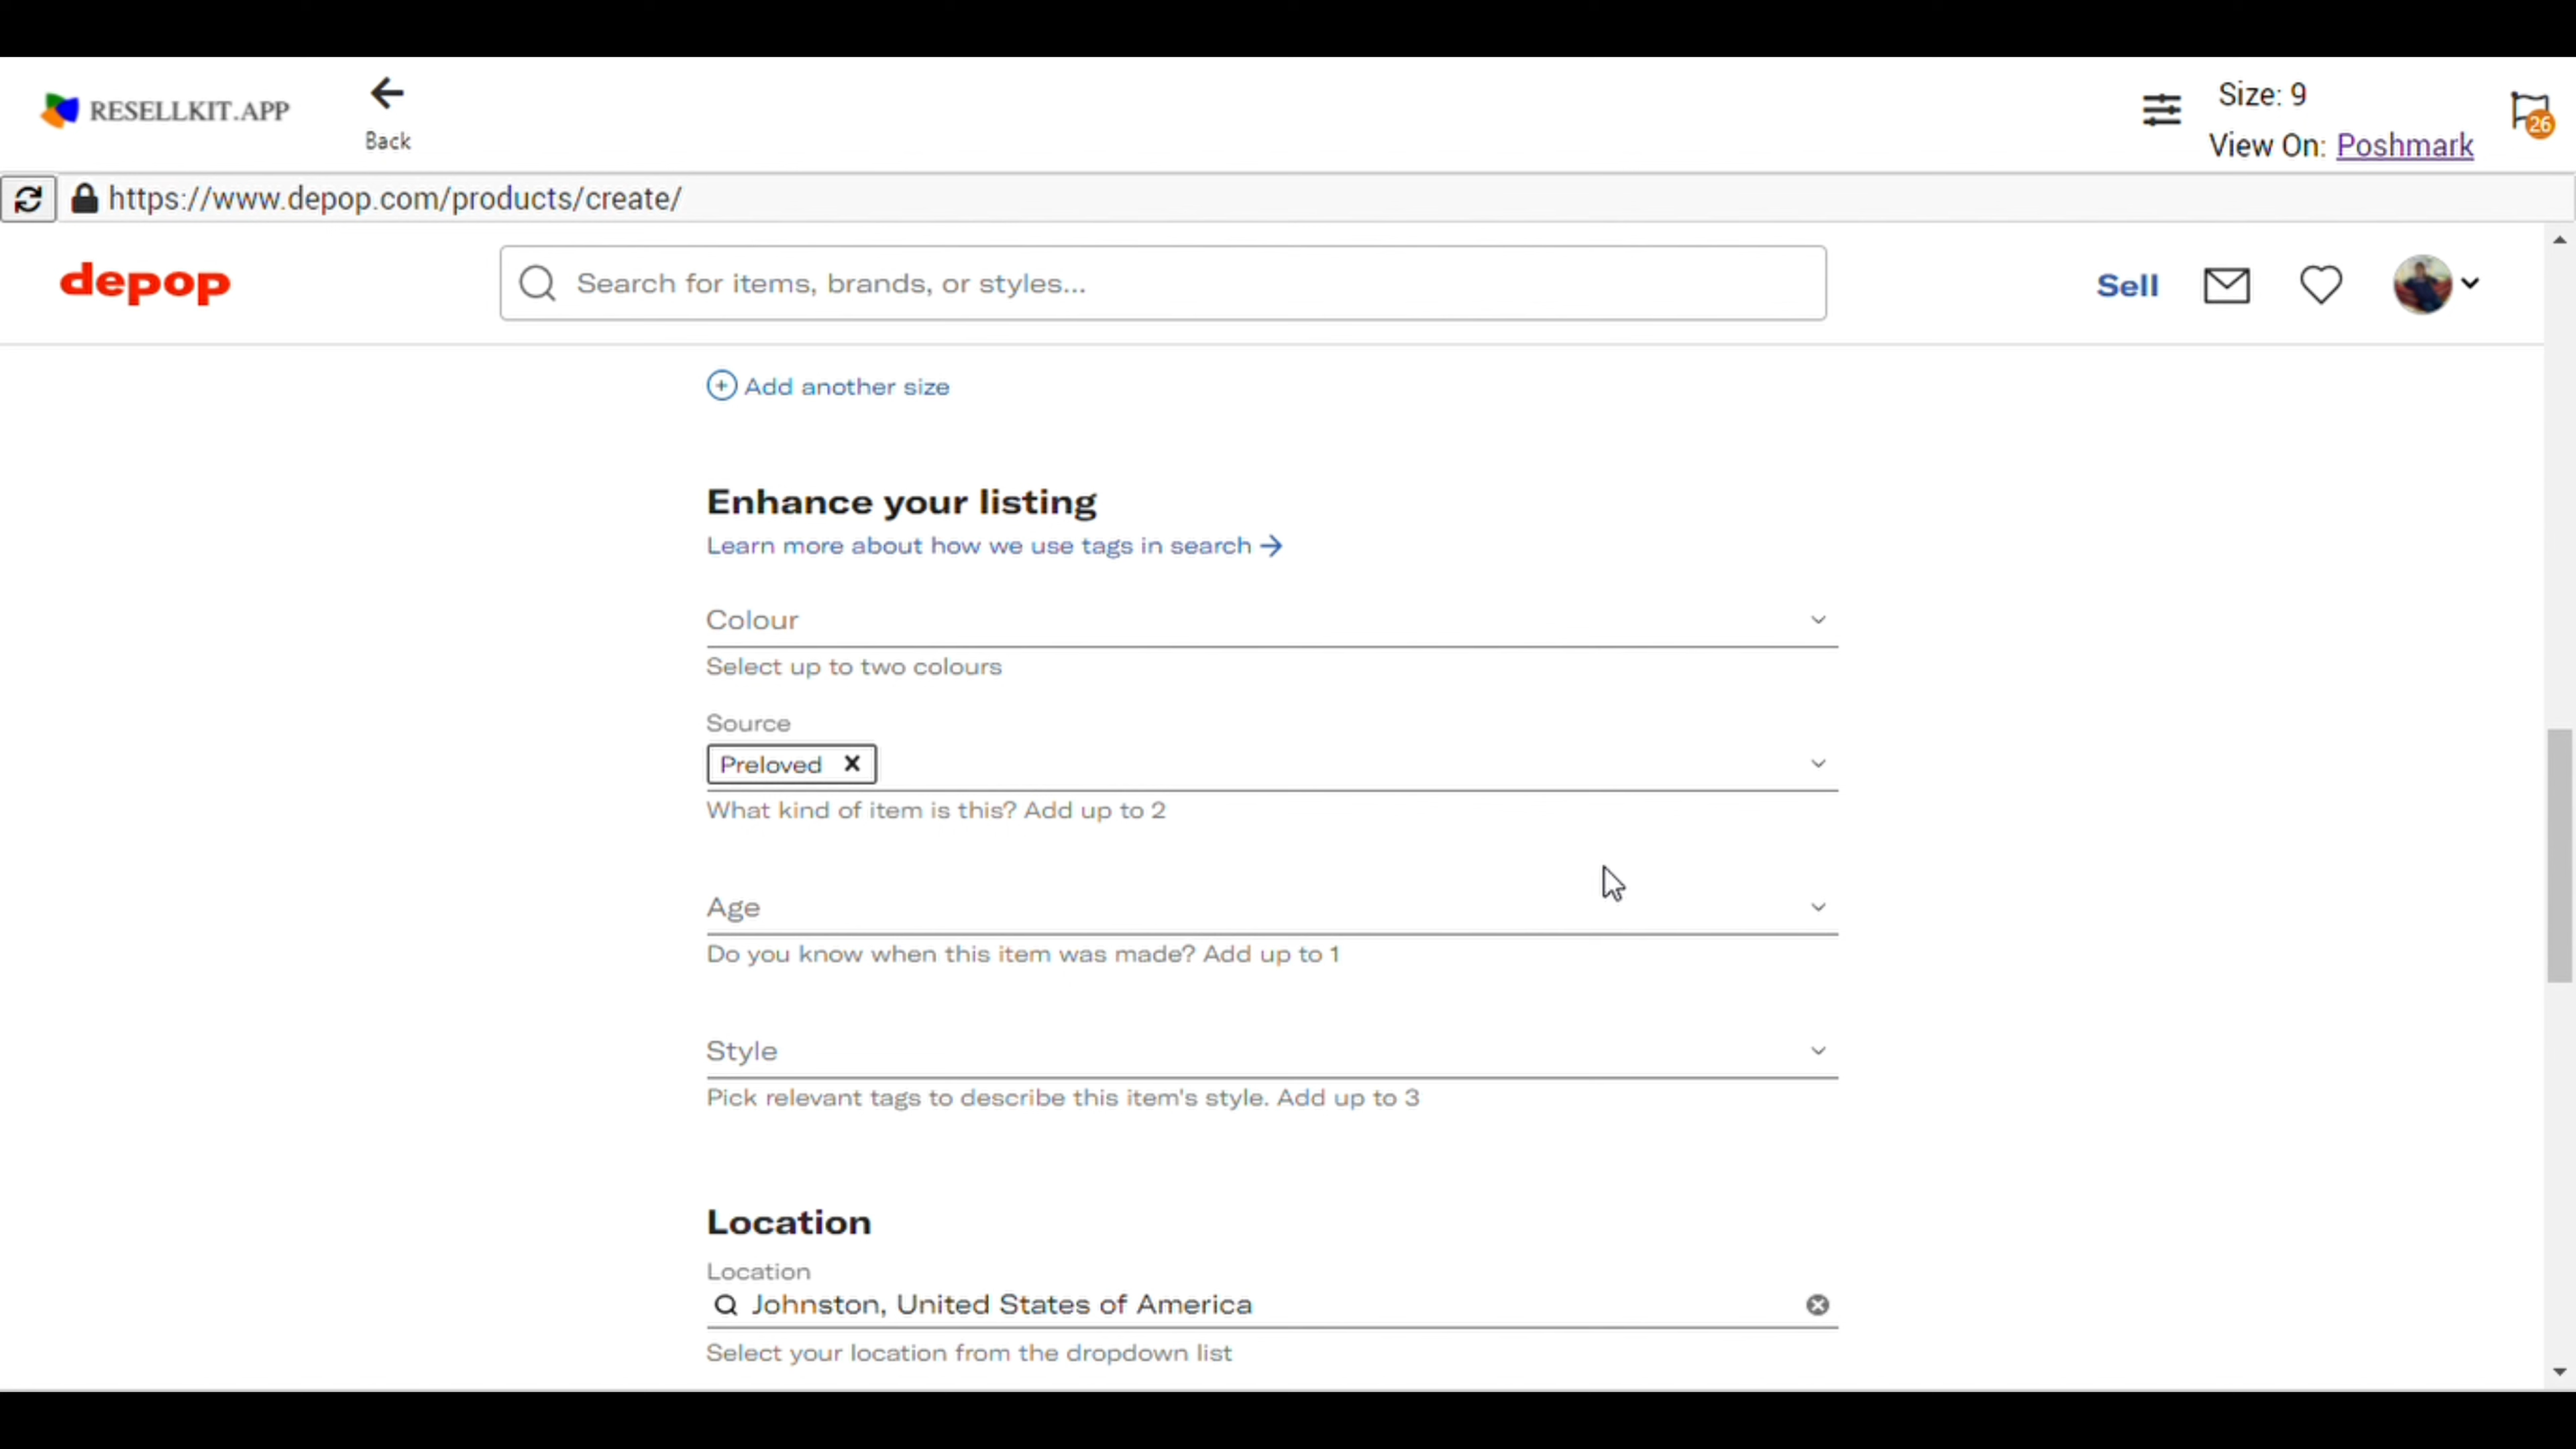 RESELLKIT.APP
Back
Size: 9
View On: Poshmark
26
https://www.depop.com/products/create/
depop
Search for items, brands, or styles...
Sell
Add another size
Enhance your listing
Learn more about how we use tags in search
Colour
Select up to two colours
Source
Preloved
What kind of item is this? Add up to 2
Age
Do you know when this item was made? Add up to 1
Style
Pick relevant tags to describe this item's style. Add up to 3
Location
Location
Johnston, United States of America
Select your location from the dropdown list